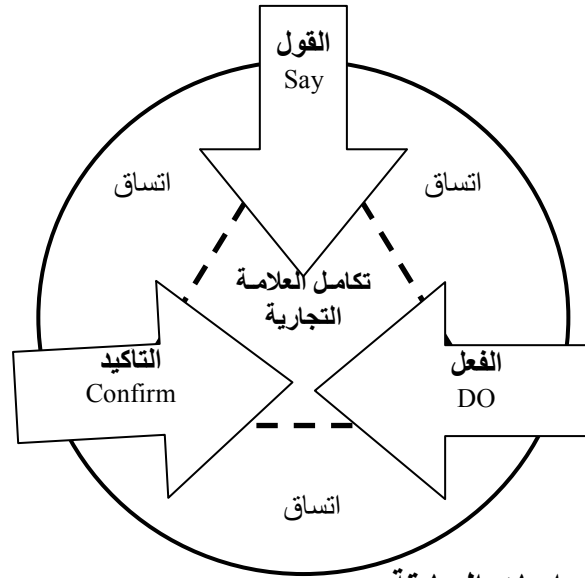 القول
Say
اتساق
اتساق
تكامل العلامة
التجارية
التاكيد
Confirm
الفعل
DO
اتساق